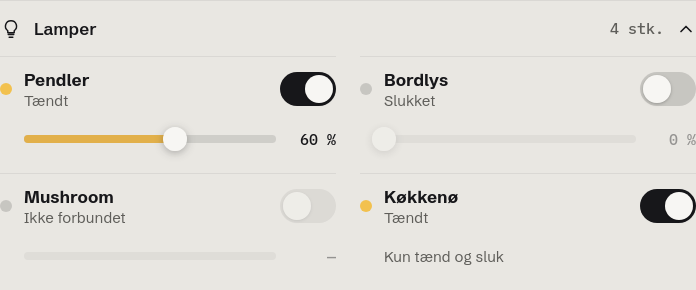 Lamper 4 stk.
Pendler
Tændt
60 %
Bordlys
Slukket
0 %
Mushroom
Ikke forbundet
—
Køkkenø
Tændt
Kun tænd og sluk